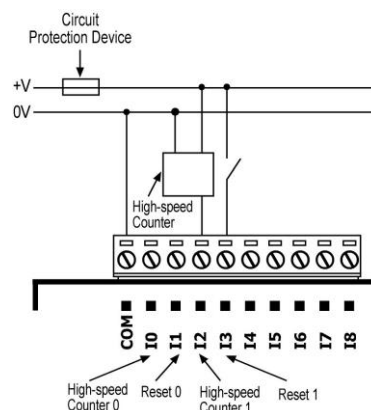 Circuit
Protection Device
+V
0V
High-speed
Counter
COM
I0
I1
I2
I3
I4
I5
I6
I7
I8
High-speed
Counter 0
Reset 0
High-speed
Counter 1
Reset 1